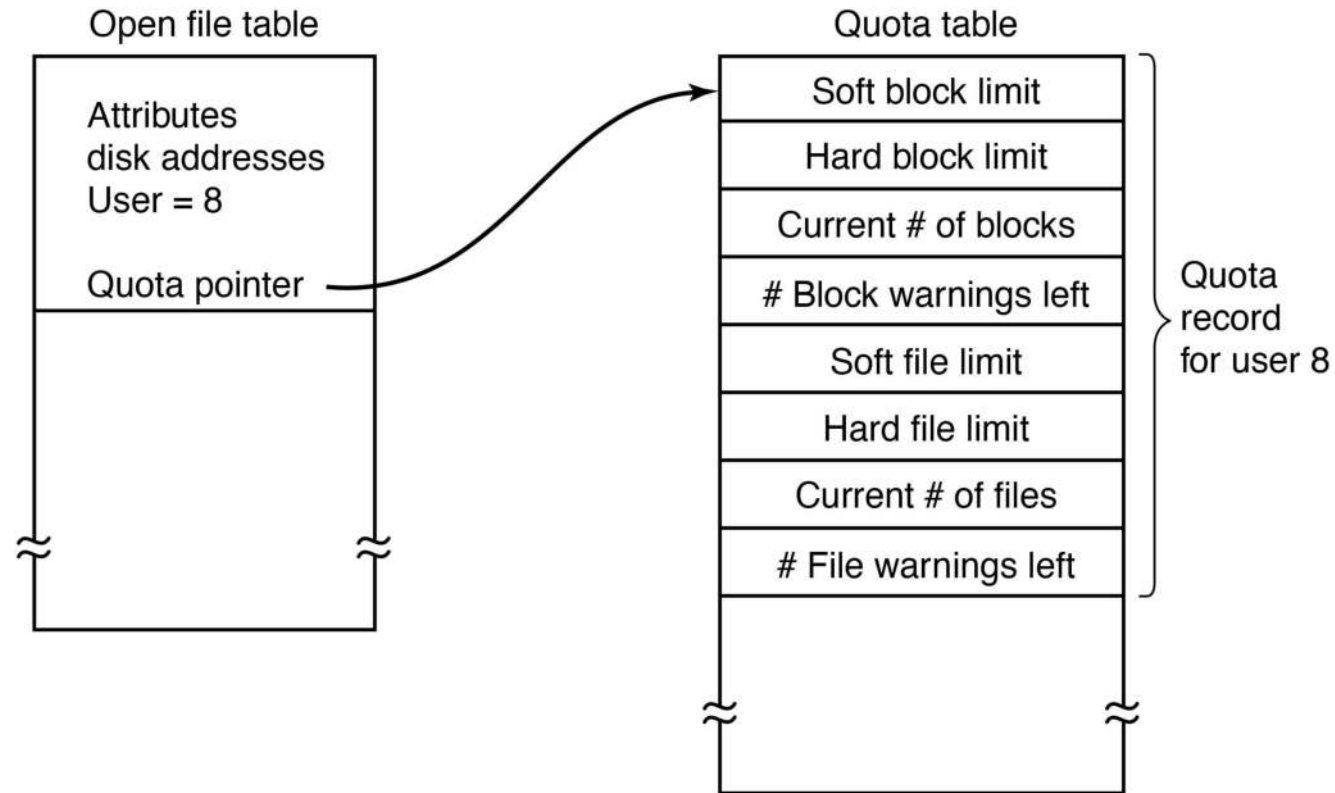 Open file table
Attributes
disk addresses
User = 8
Quota pointer
Quota table
Soft block limit
Hard block limit
Current # of blocks
# Block warnings left
Soft file limit
Hard file limit
Current # of files
# File warnings left
Quota
record
for user 8